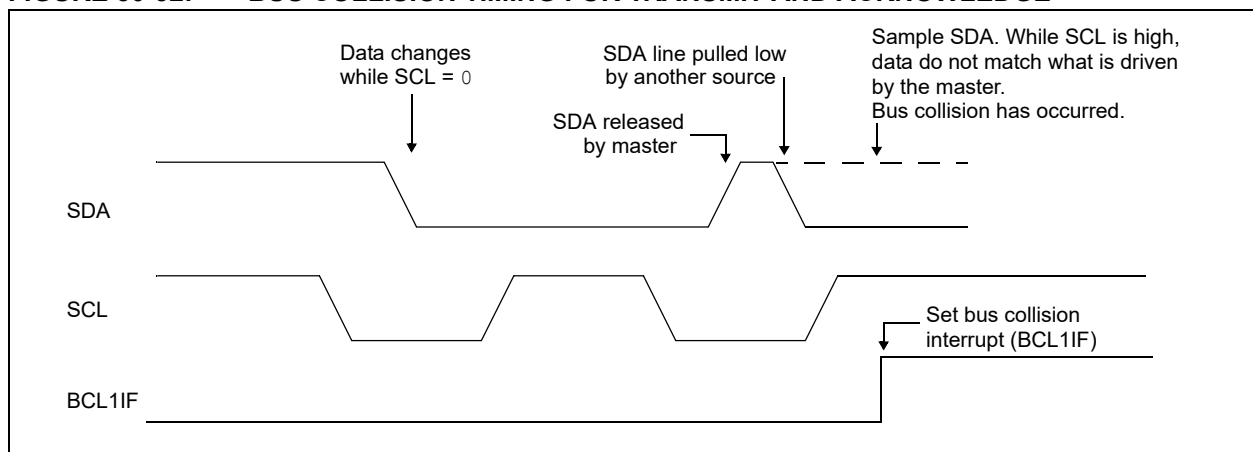 Data changes
while SCL = 0
SDA line pulled low
by another source
SDA released
by master
Sample SDA. While SCL is high,
data do not match what is driven
by the master.
Bus collision has occurred.
SDA
SCL
Set bus collision
interrupt (BCL1IF)
BCL1IF